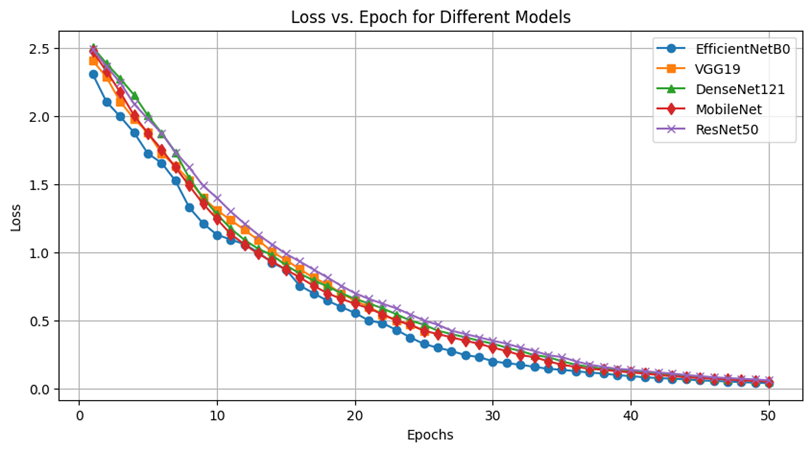 Loss vs. Epoch for Different Models
2.5
2.0
1.5
1.0
0.5
0.0
Loss
EfficientNetB0
VGG19
DenseNet121
MobileNet
ResNet50
0 10 20 30 40 50
Epochs